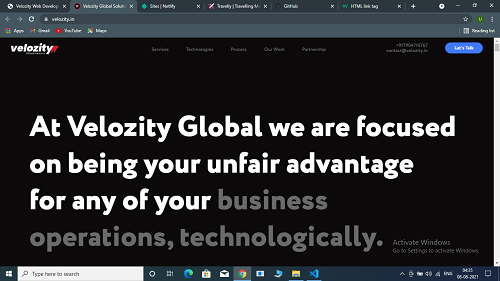 Velozity Web Develop
Velozity Global Solut
Sites | Netlify
Travelly | Travelling M
GitHub
HTML link tag
velozity.in
Apps
Gmail
YouTube
Maps
Reading list
velozity
Services
Technologies
Process
Our Work
Partnership
contact@velozity.in
Let's Talk
At Velozity Global we are focused
on being your unfair advantage
for any of your business
operations, technologically.
Activate Windows
Go to Settings to activate Windows.
Type here to search
ENG
04:35
08-08-2021